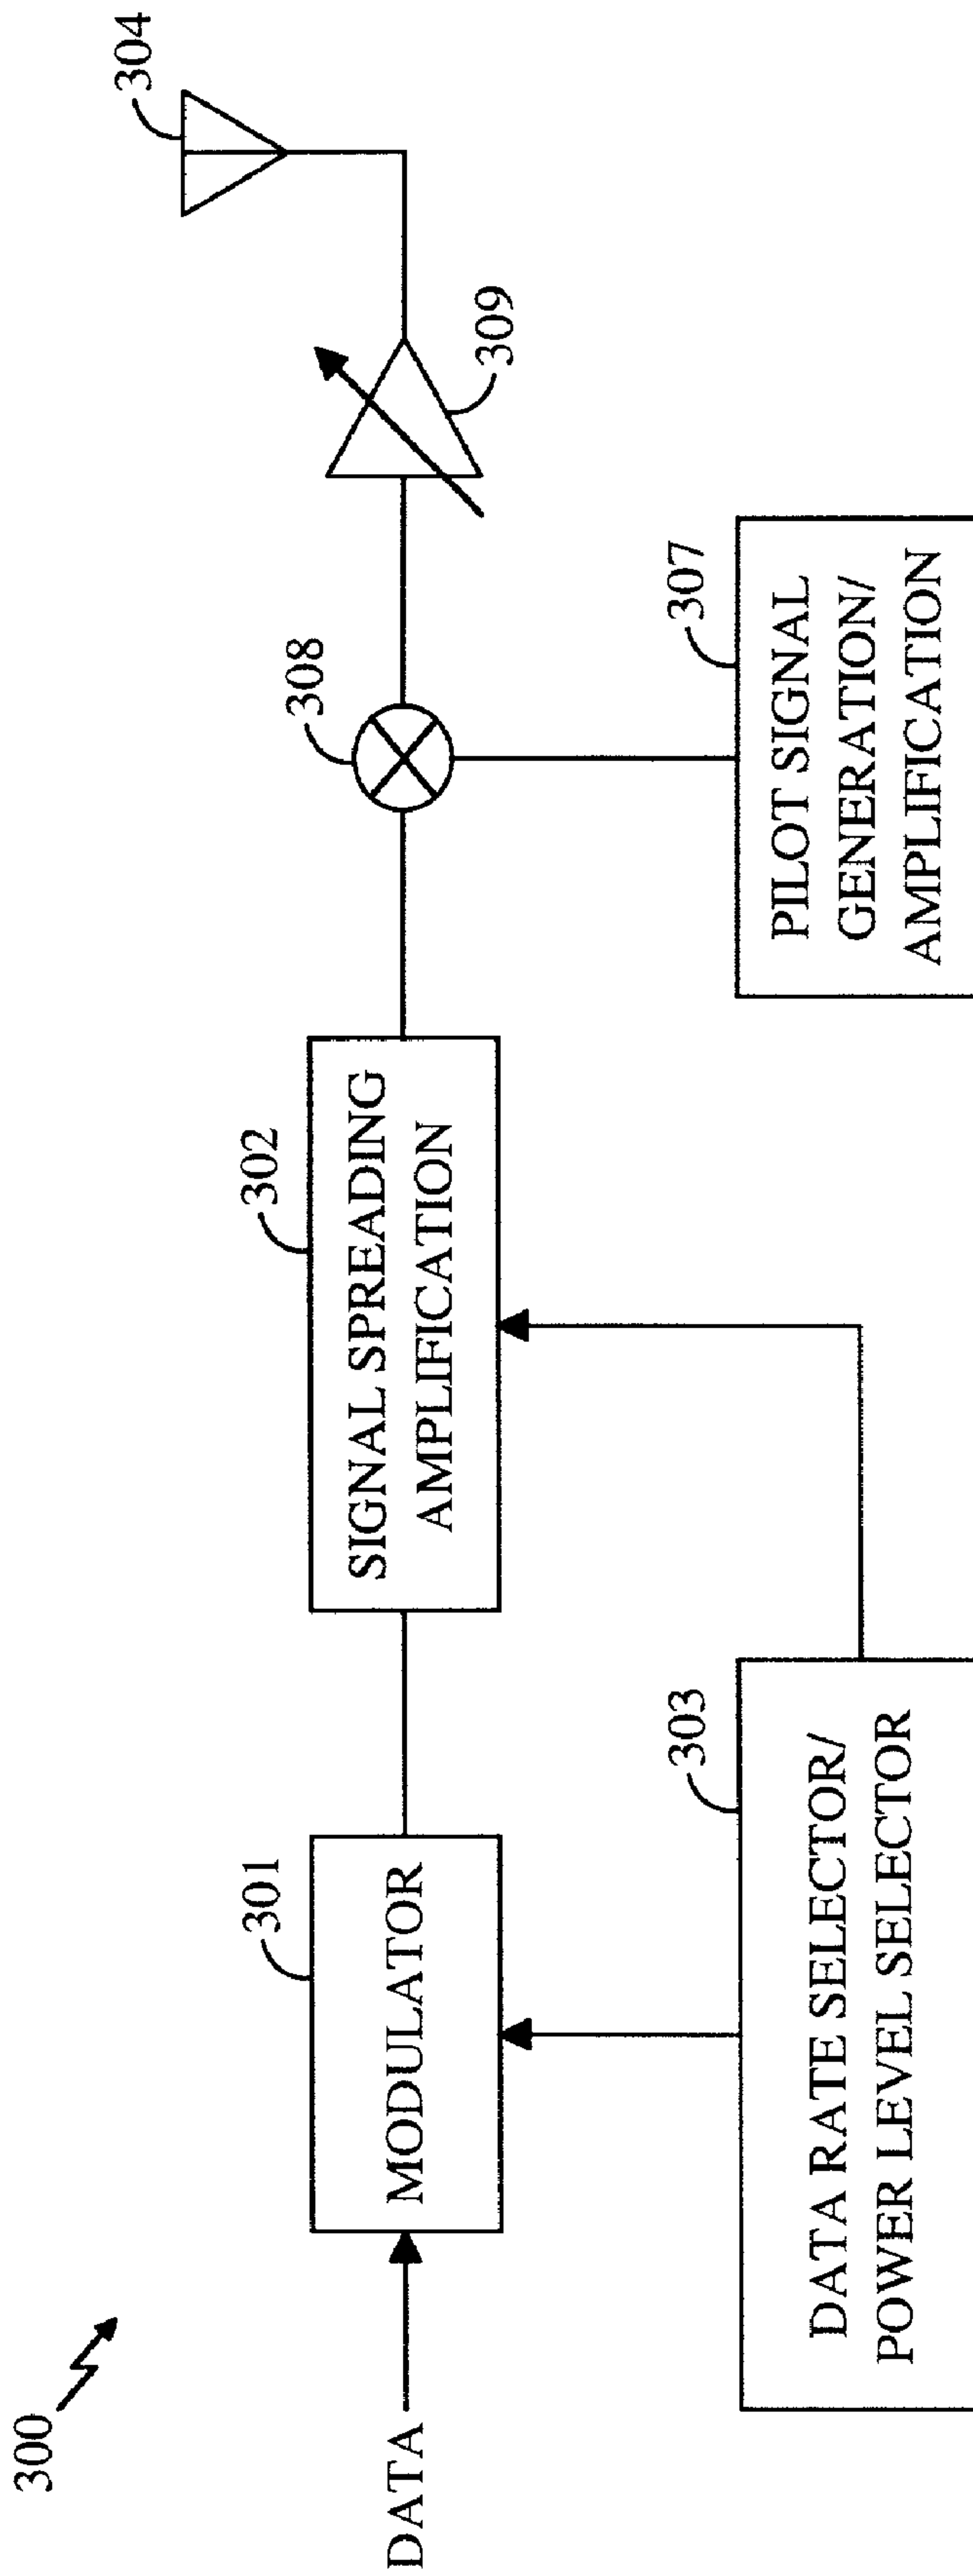 300
DATA
301
MODULATOR
302
SIGNAL SPREADING
AMPLIFICATION
303
DATA RATE SELECTOR/
POWER LEVEL SELECTOR
308
307
PILOT SIGNAL
GENERATION/
AMPLIFICATION
309
304